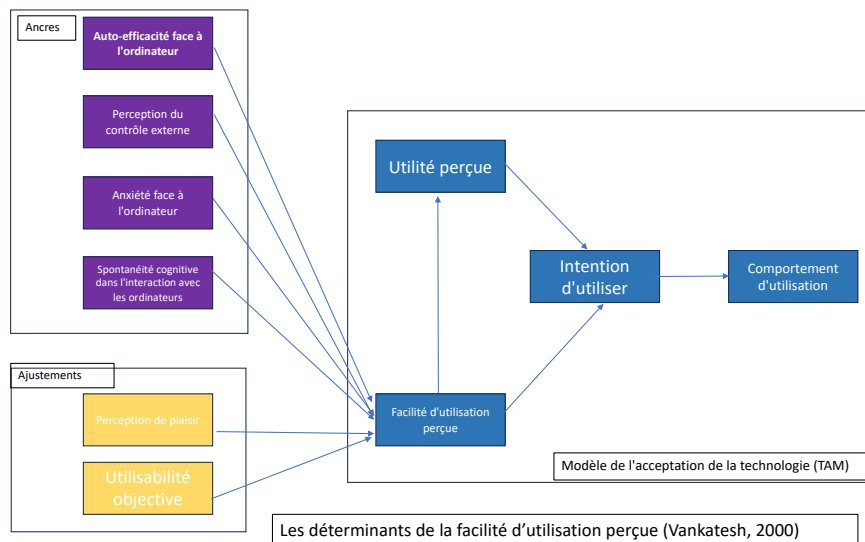 Ancres
Auto-efficacité face à
l'ordinateur
Perception du
contrôle externe
Anxiété face à
l'ordinateur
Spontanéité cognitive
dans l'interaction avec
les ordinateurs
Ajustements
Perception de plaisir
Utilisabilité
objective
Utilité perçue
Intention
d'utiliser
Comportement
d'utilisation
Facilité d'utilisation
perçue
Modèle de l'acceptation de la technologie (TAM)
Les déterminants de la facilité d’utilisation perçue (Vankatesh, 2000)